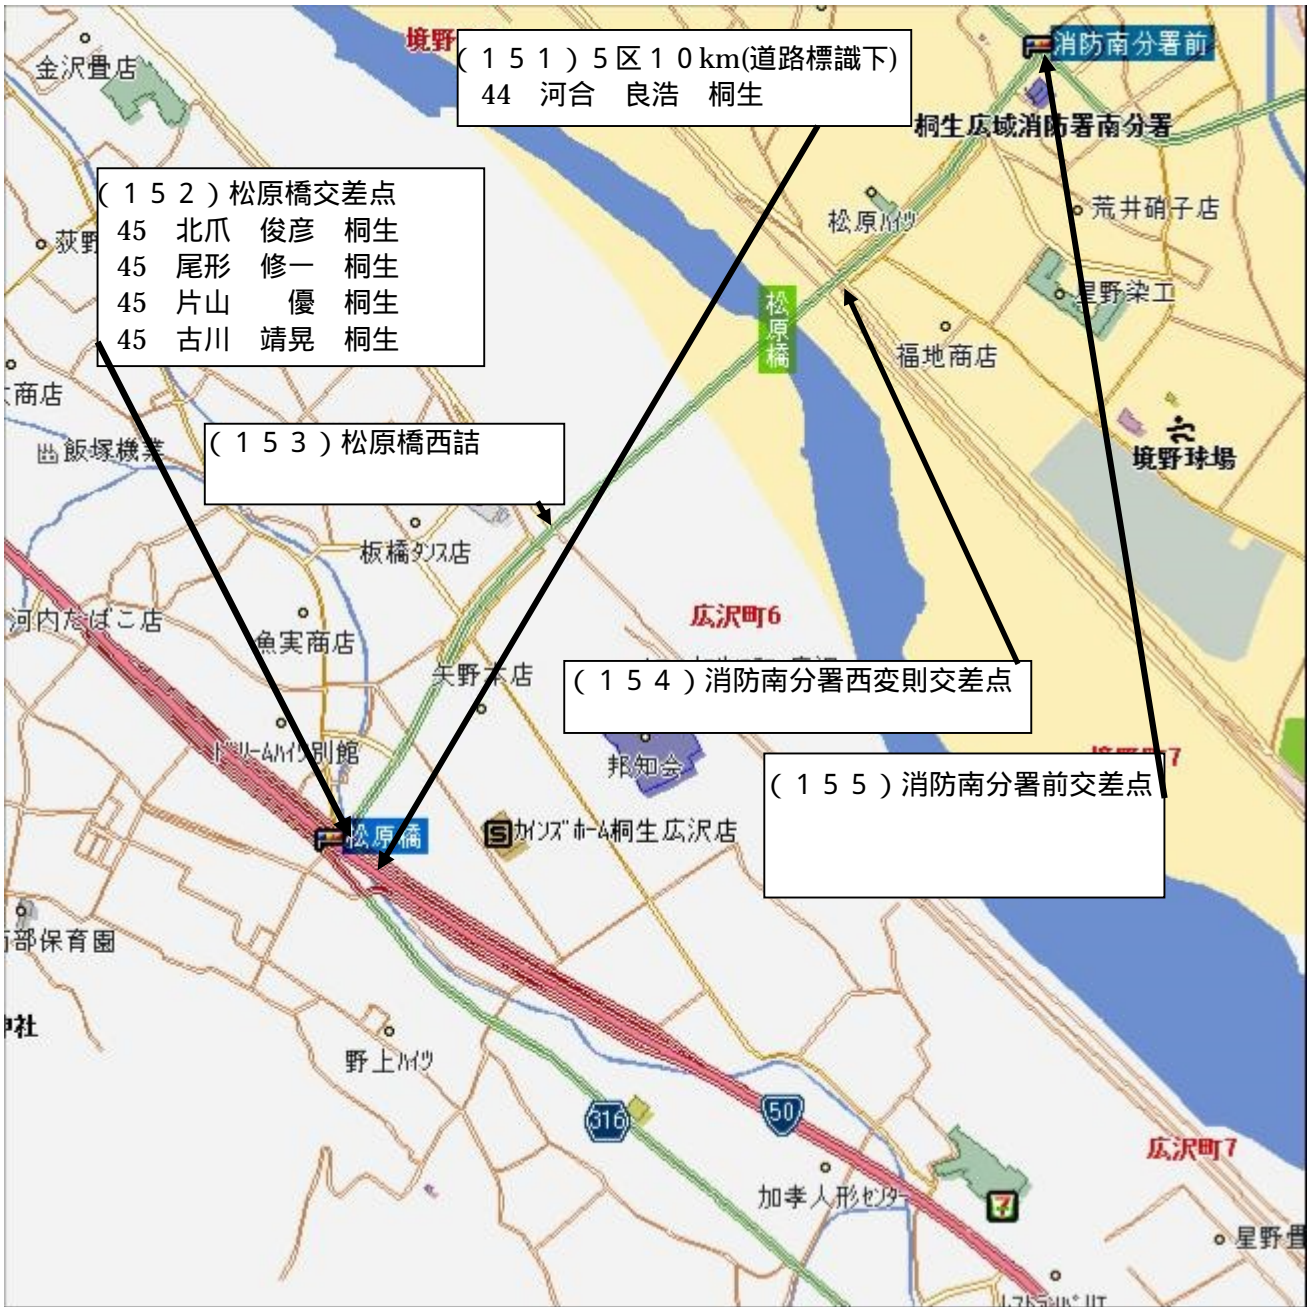 境野
金沢畳店
（１５１）５区１０km(道路標識下)
44　河合　良浩　桐生
消防南分署前
桐生広域消防署南分署
（１５２）松原橋交差点
45　北爪　俊彦　桐生
45　尾形　修一　桐生
45　片山　　優　桐生
45　古川　靖晃　桐生
荻野
松原ﾊｲﾂ
荒井硝子店
星野染工
松原橋
福地商店
商店
飯塚機業
（１５３）松原橋西詰
境野球場
板橋ﾀﾝｽ店
河内たばこ店
魚実商店
広沢町6
矢野本店
（１５４）消防南分署西変則交差点
ﾄﾞﾘｰﾑﾊｲﾂ別館
邦知会
7
（１５５）消防南分署前交差点
松原橋
ｶｲﾝｽﾞﾎｰﾑ桐生広沢店
部保育園
神社
野上ﾊｲﾂ
316
50
広沢町7
加孝人形ｾﾝﾀｰ
7
星野畳